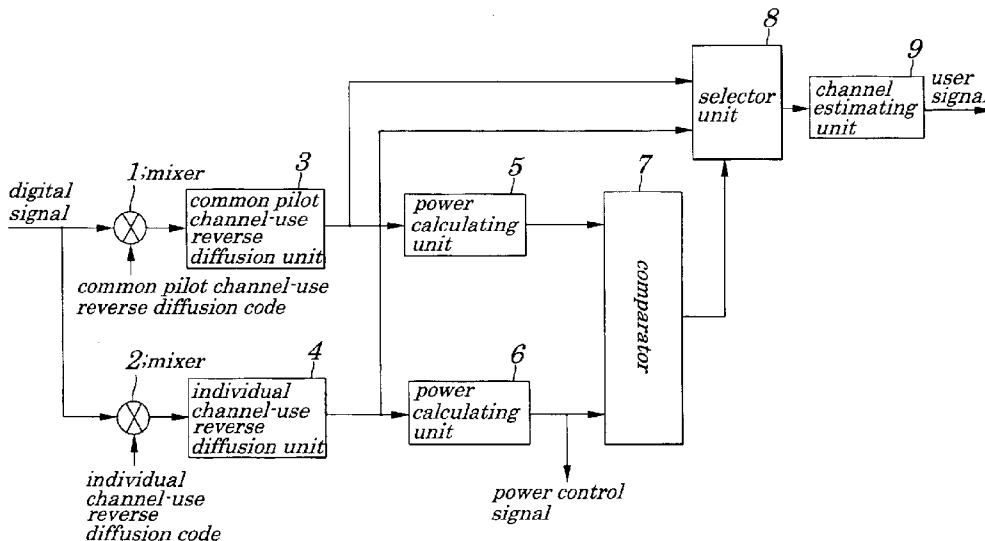 8
selector
unit
9
channel
estimating
unit
user
signal
digital
signal
1;mixer
3
common pilot
channel-use
reverse
diffusion unit
5
power
calculating
unit
7
comparator
common pilot channel-use
reverse diffusion code
2;mixer
4
individual
channel-use
reverse
diffusion unit
6
power
calculating
unit
individual
channel-use
reverse
diffusion code
power control
signal